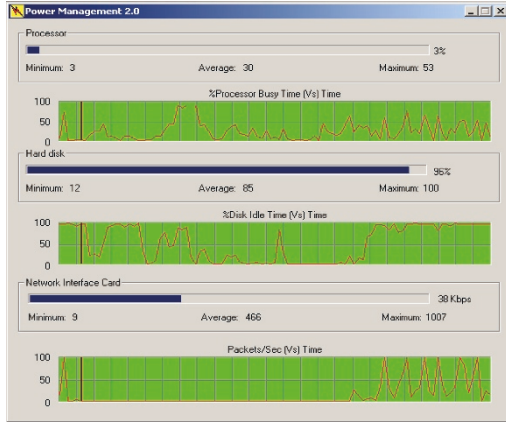 Power Management 2.0
Processor
3%
Minimum: 3 Average: 30 Maximum: 53
%Processor Busy Time (Vs) Time
100
50
0
Hard disk
96%
Minimum: 12 Average: 85 Maximum: 100
%Disk Idle Time (Vs) Time
100
50
0
Network Interface Card
38 Kbps
Minimum: 9 Average: 466 Maximum: 1007
Packets/Sec (Vs) Time
100
50
0